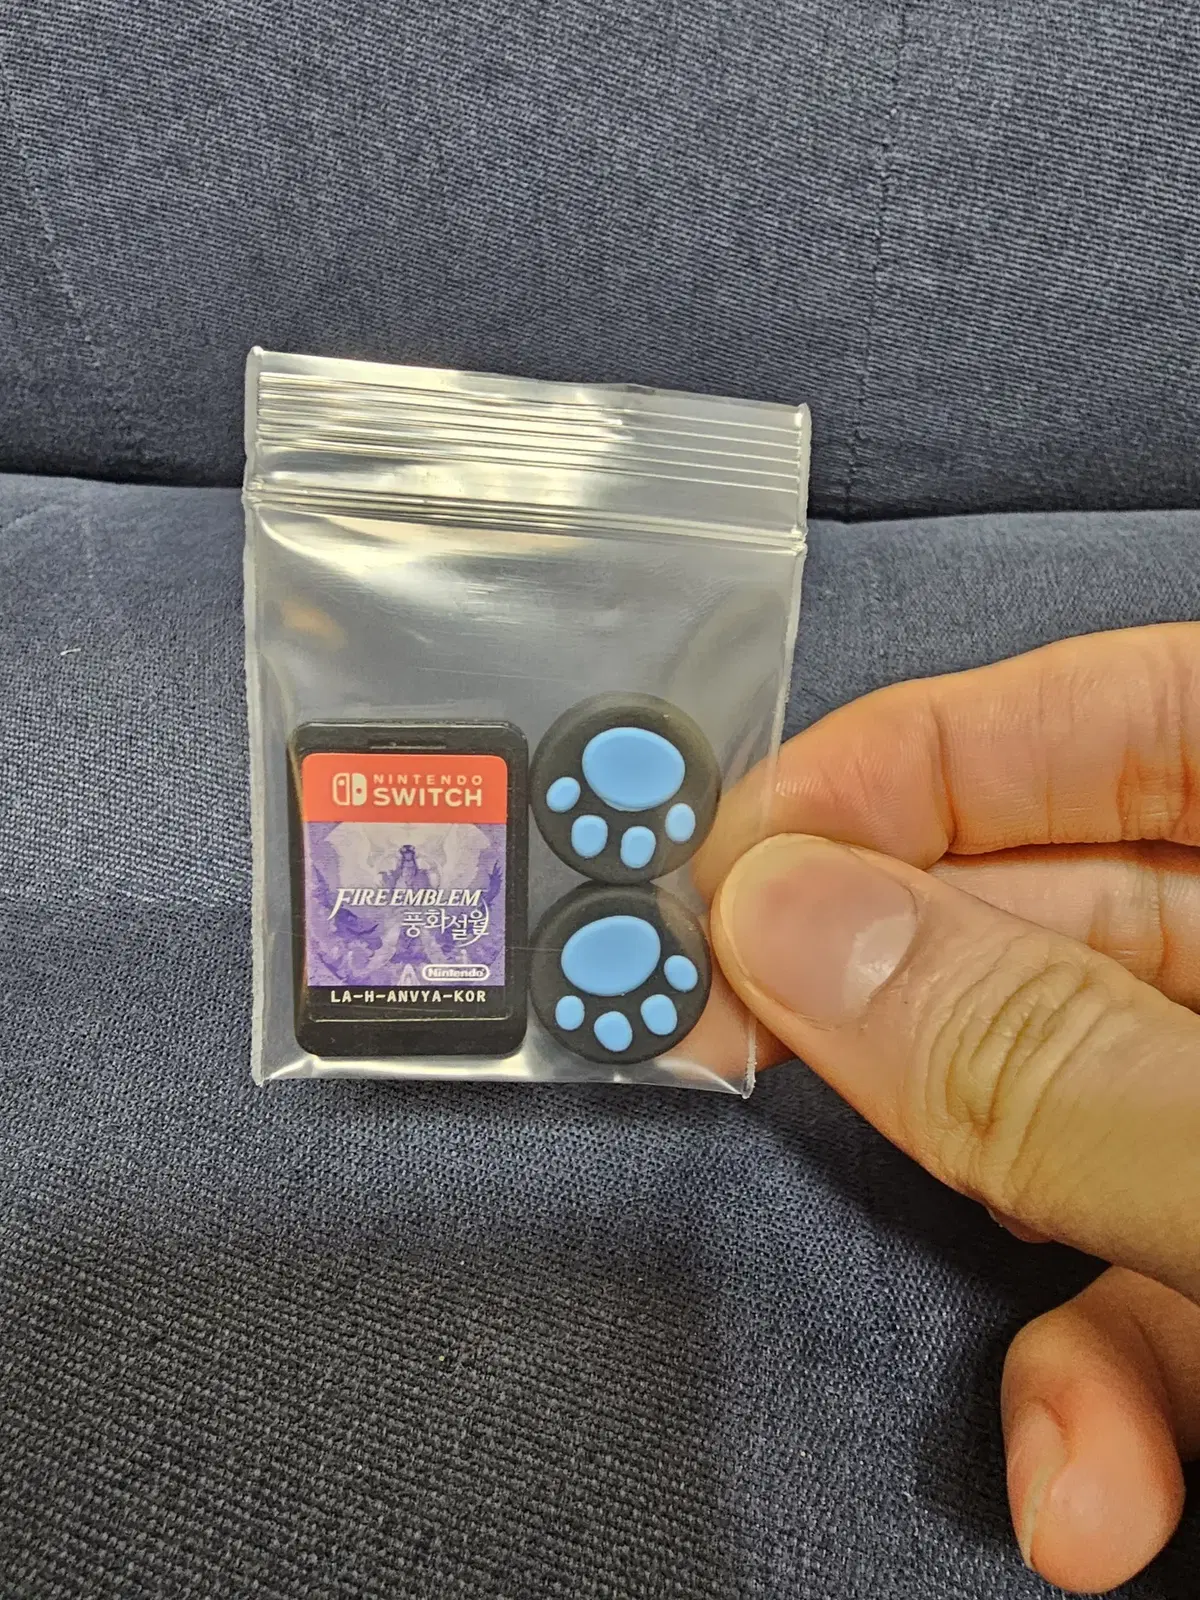 NINTENDO
SWITCH
FIRE EMBLEM
풍화설월
Nintendo
LA-H-ANVYA-KOR